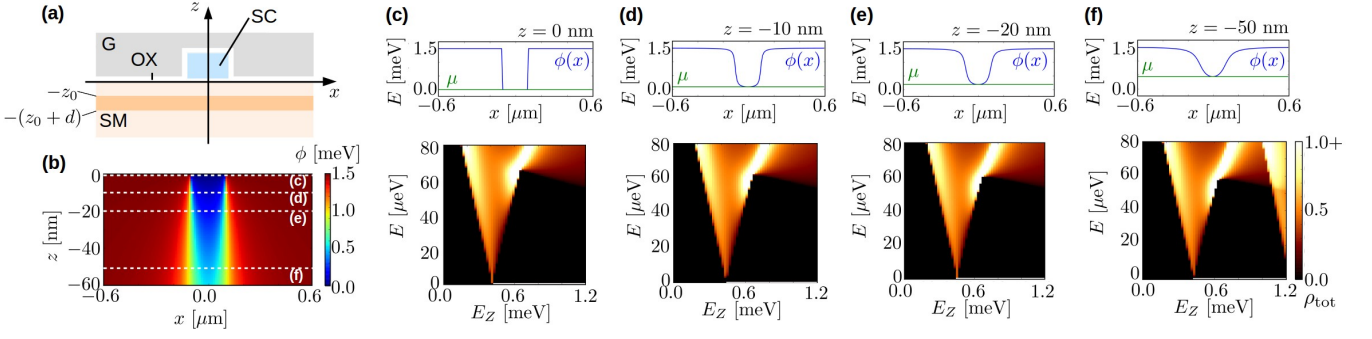 (a)
z
SC
G
OX
x
−z₀
−(z₀ + d)
SM
(b)
ϕ [meV]
0
−20
−40
−60
z [nm]
(c)
(d)
(e)
(f)
1.5
1.0
0.5
0.0
−0.6 0.0 0.6
x [μm]
(c)
z = 0 nm
1.5
0.0
E [meV]
μ
ϕ(x)
−0.6 0.6
x [μm]
80
60
40
20
0
E [μeV]
0.0 0.6 1.2
E_Z [meV]
(d)
z = −10 nm
1.5
0.0
E [meV]
μ
ϕ(x)
−0.6 0.6
x [μm]
80
60
40
20
0
E [μeV]
0.0 0.6 1.2
E_Z [meV]
(e)
z = −20 nm
1.5
0.0
E [meV]
μ
ϕ(x)
−0.6 0.6
x [μm]
80
60
40
20
0
E [μeV]
0.0 0.6 1.2
E_Z [meV]
(f)
z = −50 nm
1.5
0.0
E [meV]
μ
ϕ(x)
−0.6 0.6
x [μm]
80
60
40
20
0
E [μeV]
0.0 0.6 1.2
E_Z [meV]
1.0+
0.5
0.0
ρ_tot